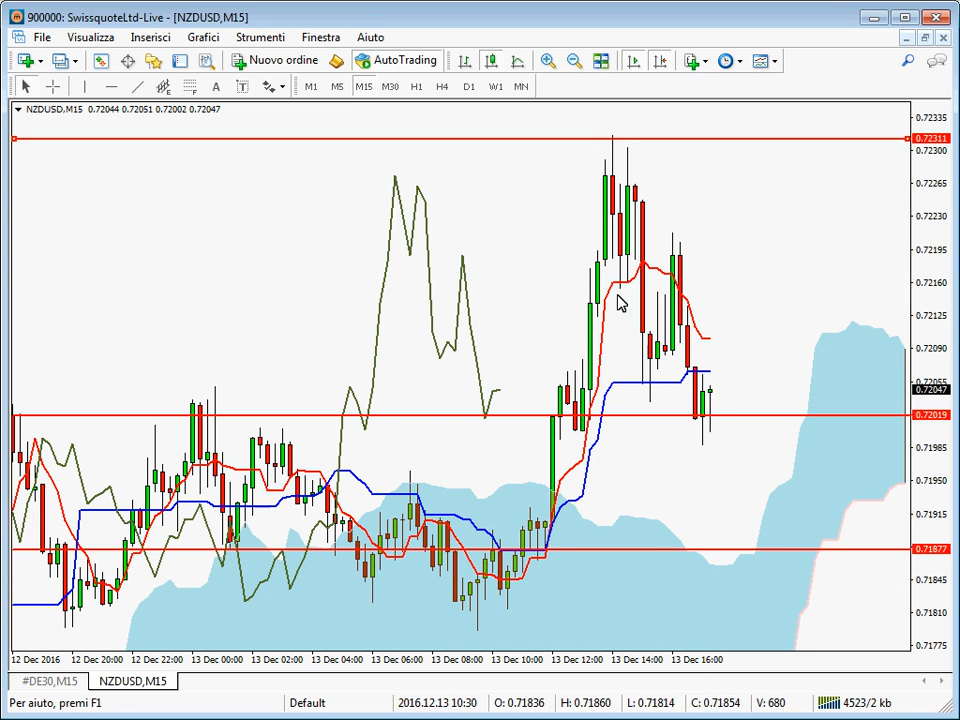 900000: SwissquoteLtd-Live - [NZDUSD,M15]
File Visualizza Inserisci Grafici Strumenti Finestra Aiuto
Nuovo ordine AutoTrading
A T M1 M5 M15 M30 H1 H4 D1 W1 MN
NZDUSD,M15 0.72044 0.72051 0.72002 0.72047
0.72335
0.72311
0.72300
0.72265
0.72230
0.72195
0.72160
0.72125
0.72090
0.72055
0.72047
0.72019
0.71985
0.71950
0.71915
0.71877
0.71845
0.71810
0.71775
12 Dec 2016 12 Dec 20:00 12 Dec 22:00 13 Dec 00:00 13 Dec 02:00 13 Dec 04:00 13 Dec 06:00 13 Dec 08:00 13 Dec 10:00 13 Dec 12:00 13 Dec 14:00 13 Dec 16:00
#DE30,M15 NZDUSD,M15
Per aiuto, premi F1 Default 2016.12.13 10:30 O: 0.71836 H: 0.71860 L: 0.71814 C: 0.71854 V: 680 4523/2 kb